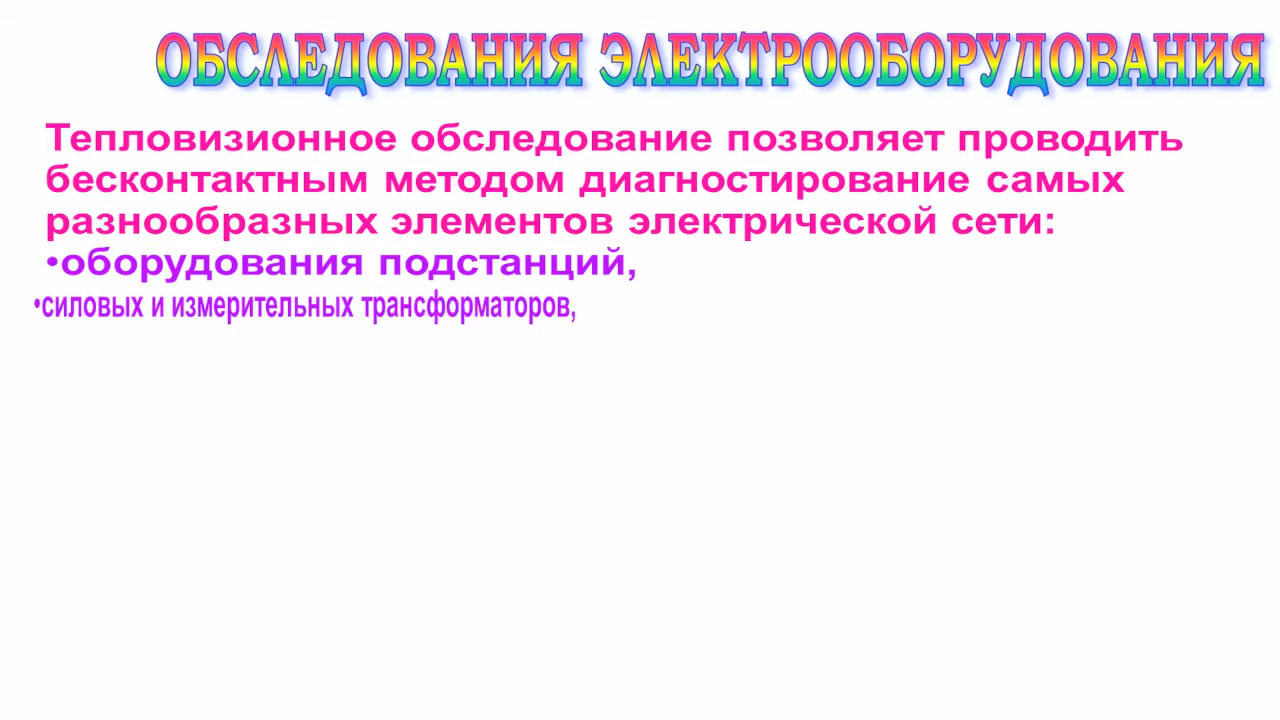 ОБСЛЕДОВАНИЯ ЭЛЕКТРООБОРУДОВАНИЯ
Тепловизионное обследование позволяет проводить
бесконтактным методом диагностирование самых
разнообразных элементов электрической сети:
•оборудования подстанций,
•силовых и измерительных трансформаторов,